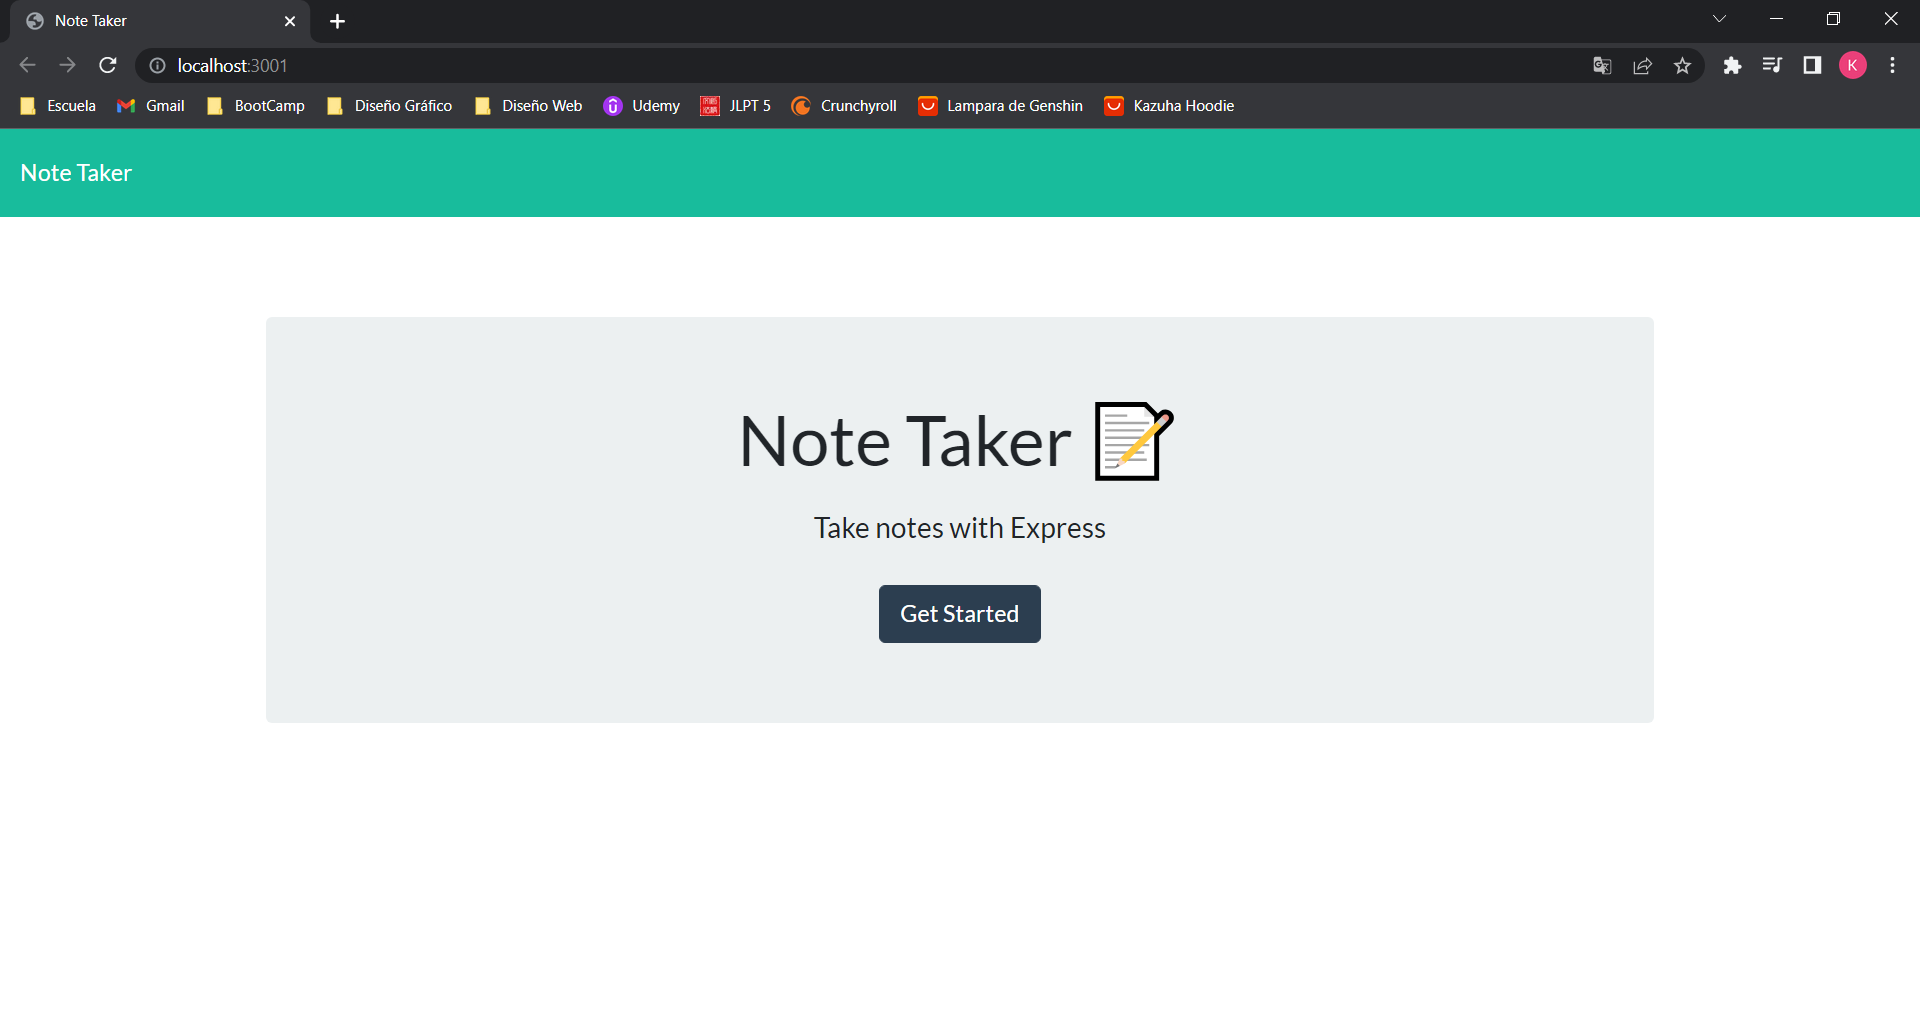 Note Taker
localhost:3001
K
Escuela Gmail BootCamp Diseño Gráfico Diseño Web Udemy JLPT 5 Crunchyroll Lampara de Genshin Kazuha Hoodie
Note Taker
Note Taker
Take notes with Express
Get Started